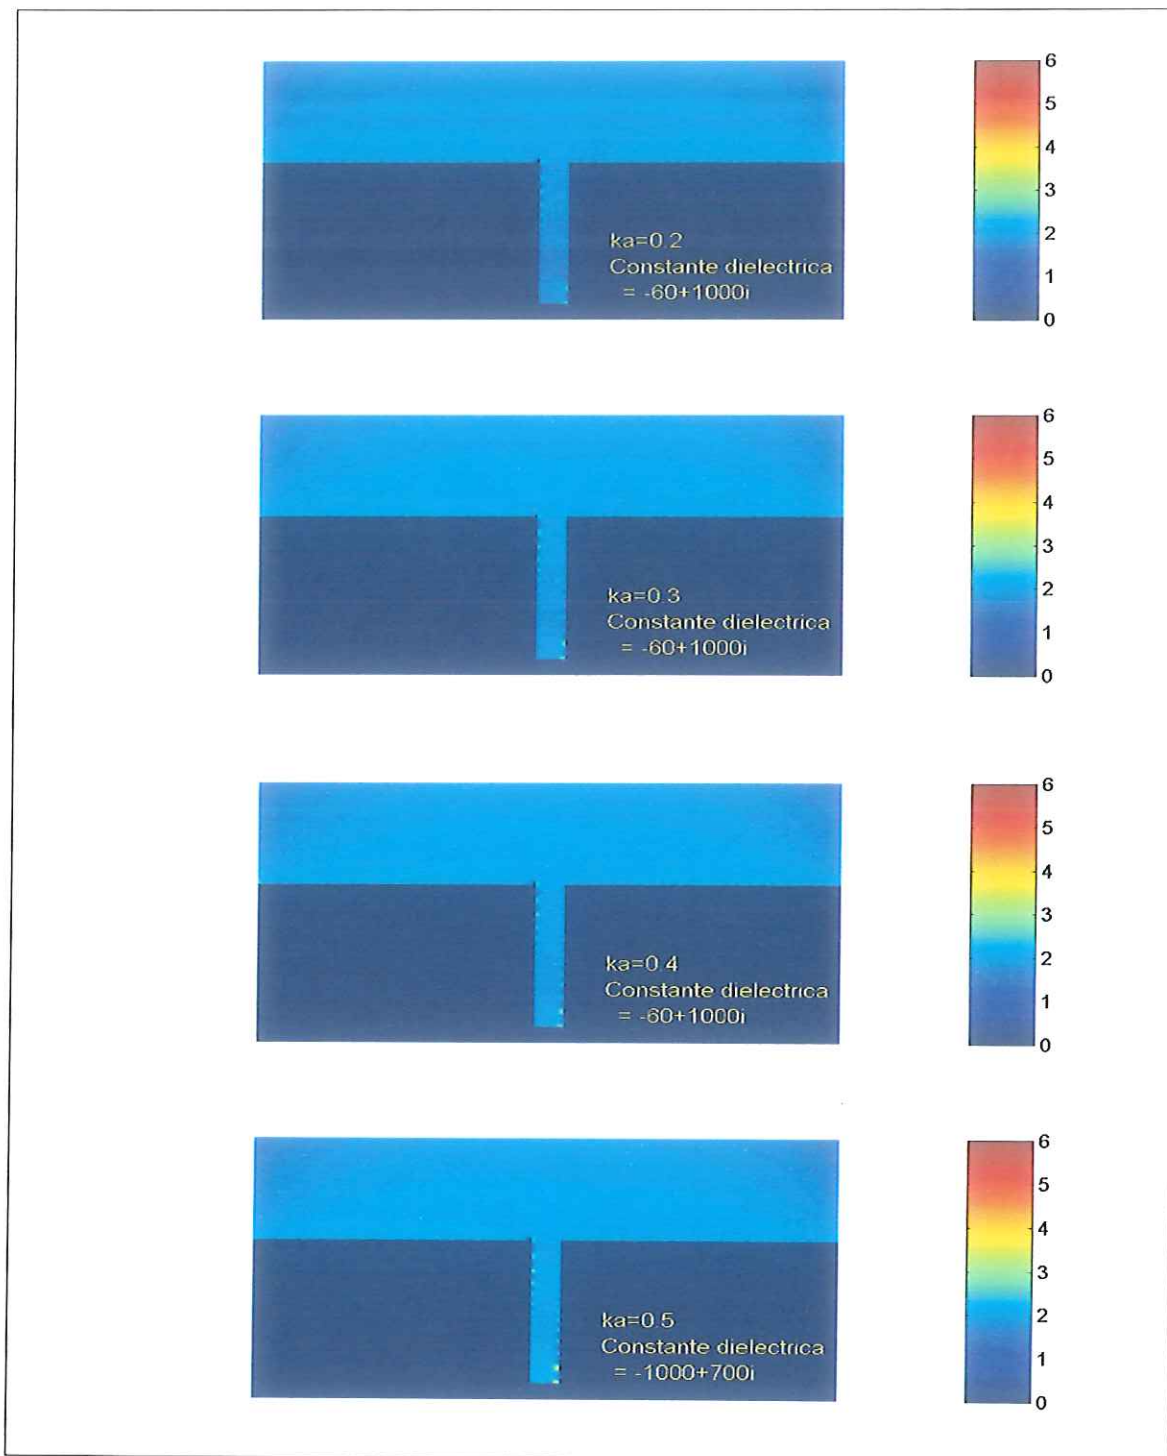 6
5
4
3
2
1
0
ka=0.2
Constante dielectrica
= -60+1000i
6
5
4
3
2
1
0
ka=0.3
Constante dielectrica
= -60+1000i
6
5
4
3
2
1
0
ka=0.4
Constante dielectrica
= -60+1000i
6
5
4
3
2
1
0
ka=0.5
Constante dielectrica
= -1000+700i